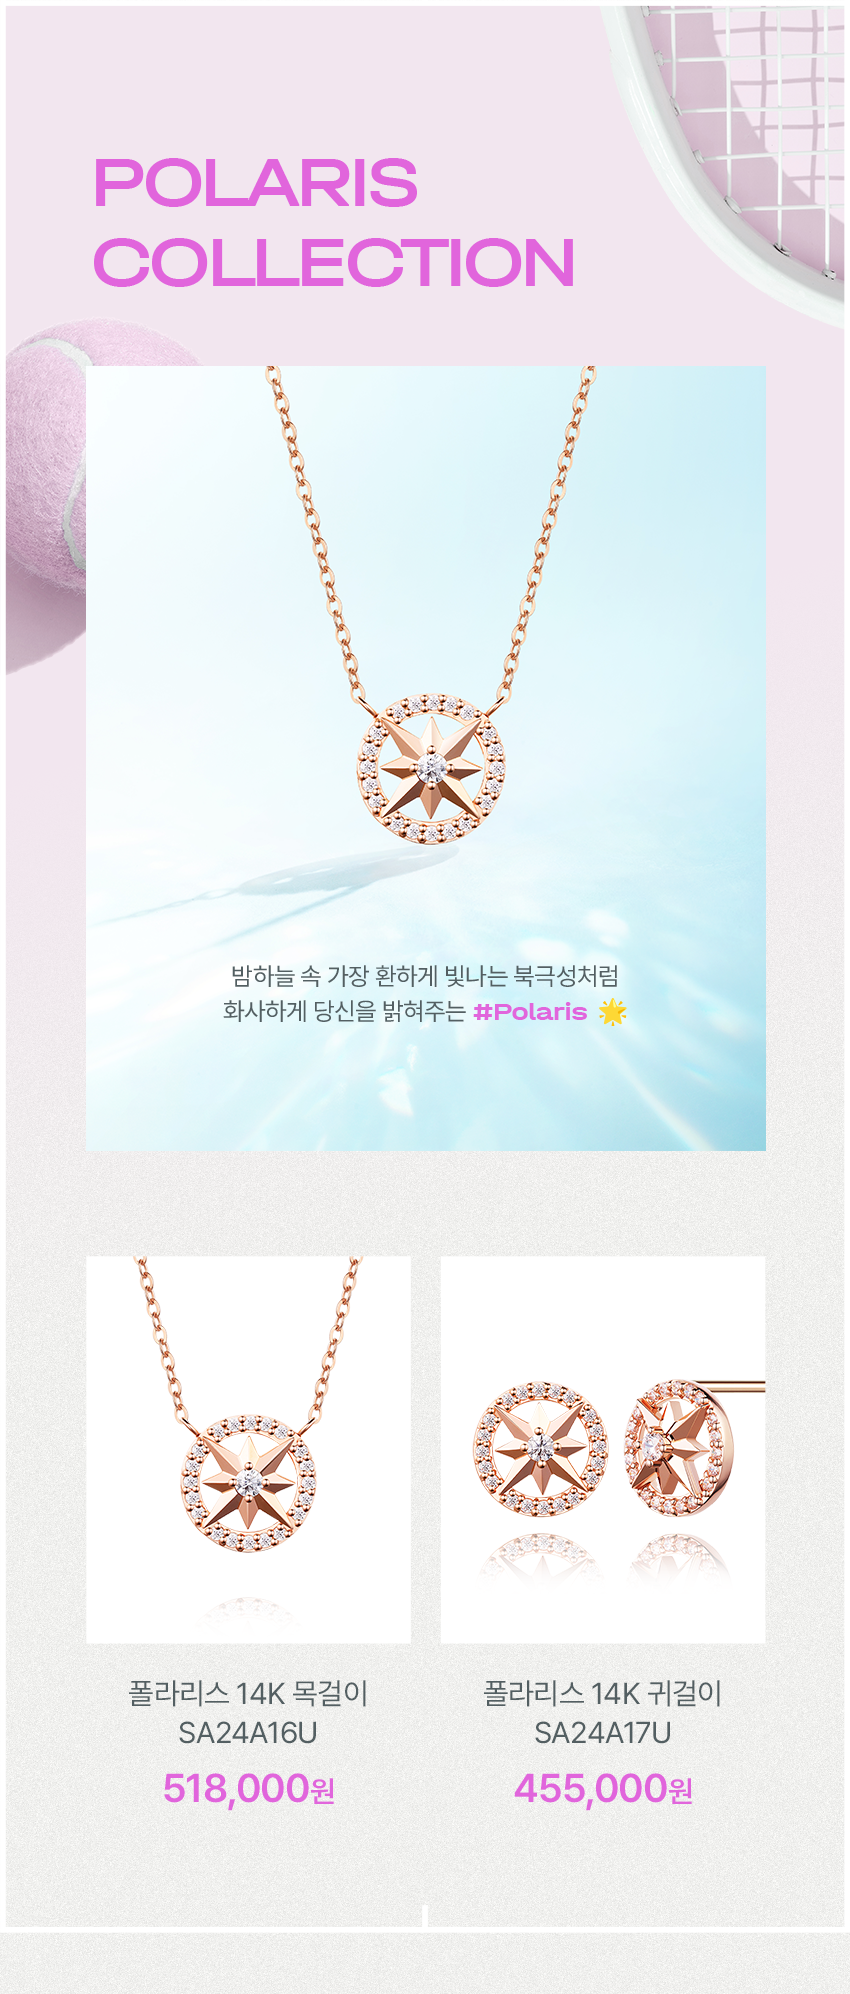 POLARIS
COLLECTION
밤하늘 속 가장 환하게 빛나는 북극성처럼
화사하게 당신을 밝혀주는 #Polaris 🌟
폴라리스 14K 목걸이
SA24A16U
518,000원
폴라리스 14K 귀걸이
SA24A17U
455,000원